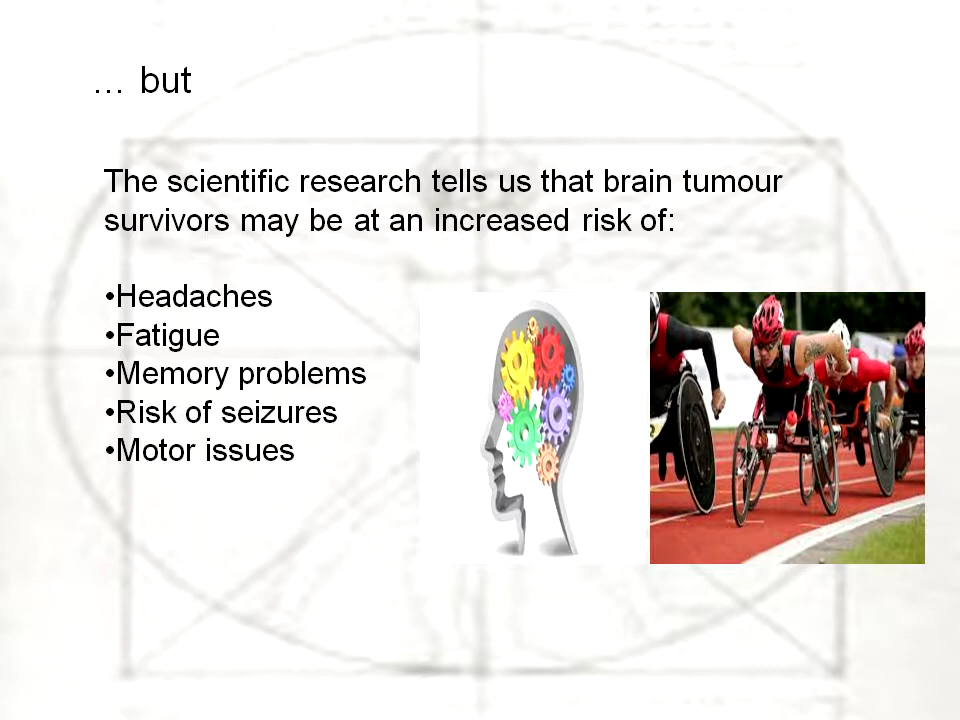 … but
The scientific research tells us that brain tumour
survivors may be at an increased risk of:
•Headaches
•Fatigue
•Memory problems
•Risk of seizures
•Motor issues